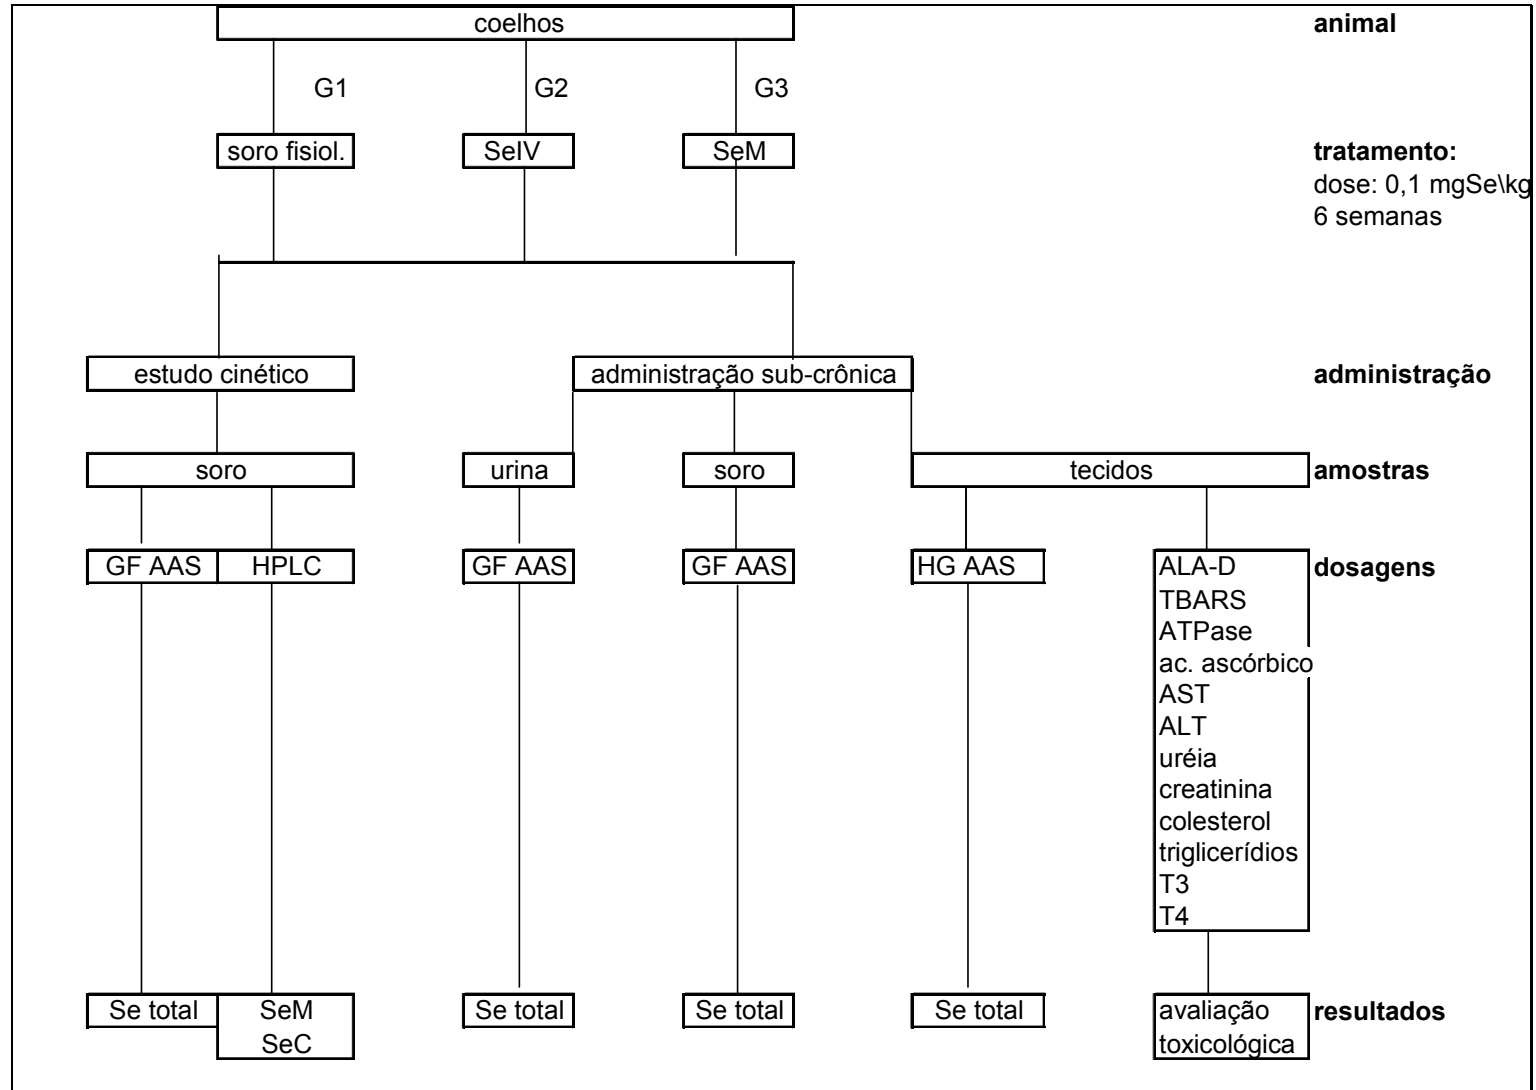 coelhos
animal
G1
G2
G3
soro fisiol.
SeIV
SeM
tratamento:
dose: 0,1 mgSe\kg
6 semanas
estudo cinético
administração sub-crônica
administração
soro
urina
soro
tecidos
amostras
GF AAS
HPLC
GF AAS
GF AAS
HG AAS
ALA-D
dosagens
TBARS
ATPase
ac. ascórbico
AST
ALT
uréia
creatinina
colesterol
triglicerídios
T3
T4
Se total
SeM
Se total
Se total
Se total
avaliação
resultados
SeC
toxicológica